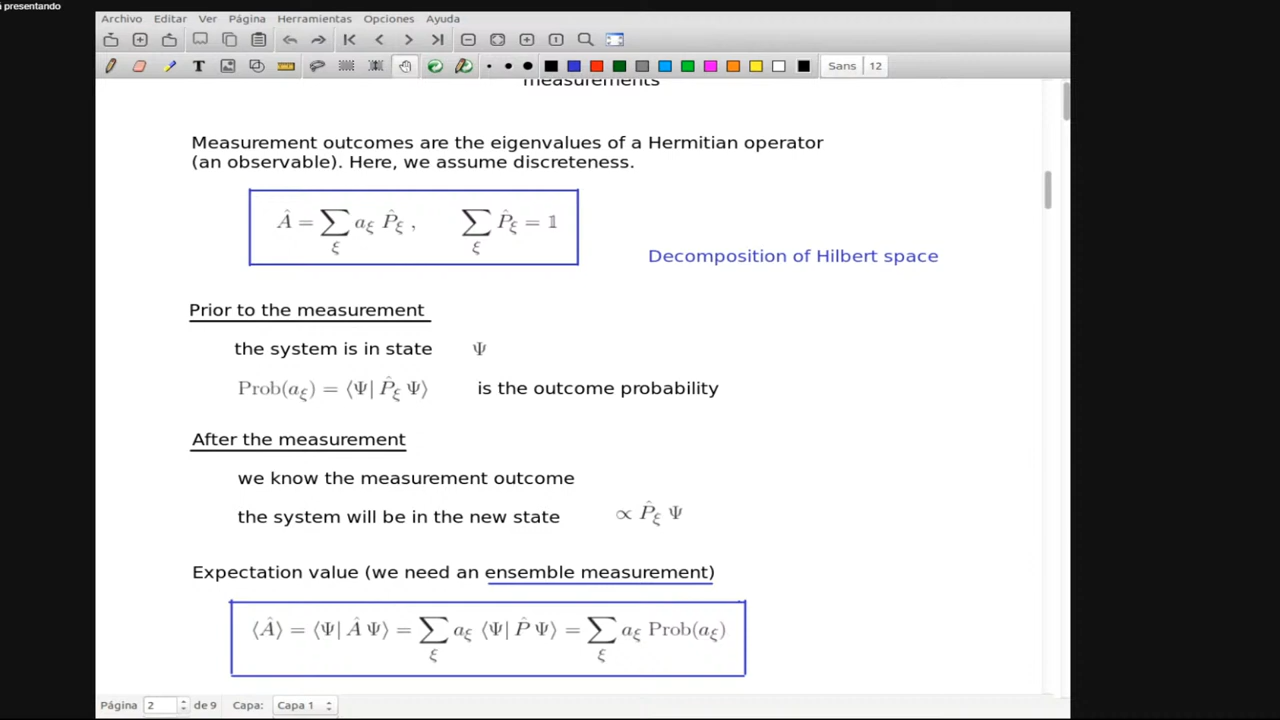 á presentando
Archivo Editar Ver Página Herramientas Opciones Ayuda
T Sans 12
measurements
Measurement outcomes are the eigenvalues of a Hermitian operator
(an observable). Here, we assume discreteness.
Â = ∑_ξ a_ξ P̂_ξ , ∑_ξ P̂_ξ = 𝟙
Decomposition of Hilbert space
Prior to the measurement
the system is in state Ψ
Prob(a_ξ) = ⟨Ψ| P̂_ξ Ψ⟩ is the outcome probability
After the measurement
we know the measurement outcome
the system will be in the new state ∝ P̂_ξ Ψ
Expectation value (we need an ensemble measurement)
⟨Â⟩ = ⟨Ψ| Â Ψ⟩ = ∑_ξ a_ξ ⟨Ψ| P̂ Ψ⟩ = ∑_ξ a_ξ Prob(a_ξ)
Página 2 de 9 Capa: Capa 1